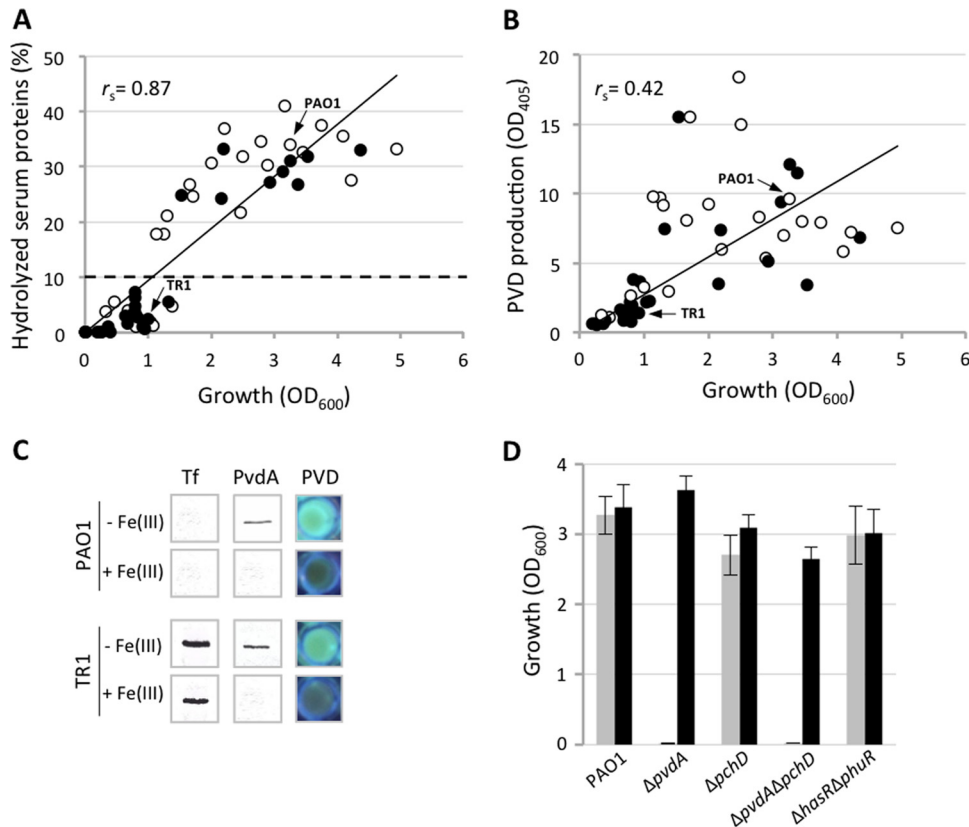 A
Hydrolyzed serum proteins (%)
50
40
30
20
10
0
rs= 0.87
PAO1
TR1
0 1 2 3 4 5 6
Growth (OD600)
B
PVD production (OD405)
20
15
10
5
0
rs= 0.42
PAO1
TR1
0 1 2 3 4 5 6
Growth (OD600)
C
Tf PvdA PVD
PAO1
- Fe(III)
+ Fe(III)
TR1
- Fe(III)
+ Fe(III)
D
Growth (OD600)
4
3
2
1
0
PAO1
ΔpvdA
ΔpchD
ΔpvdAΔpchD
ΔhasRΔphuR